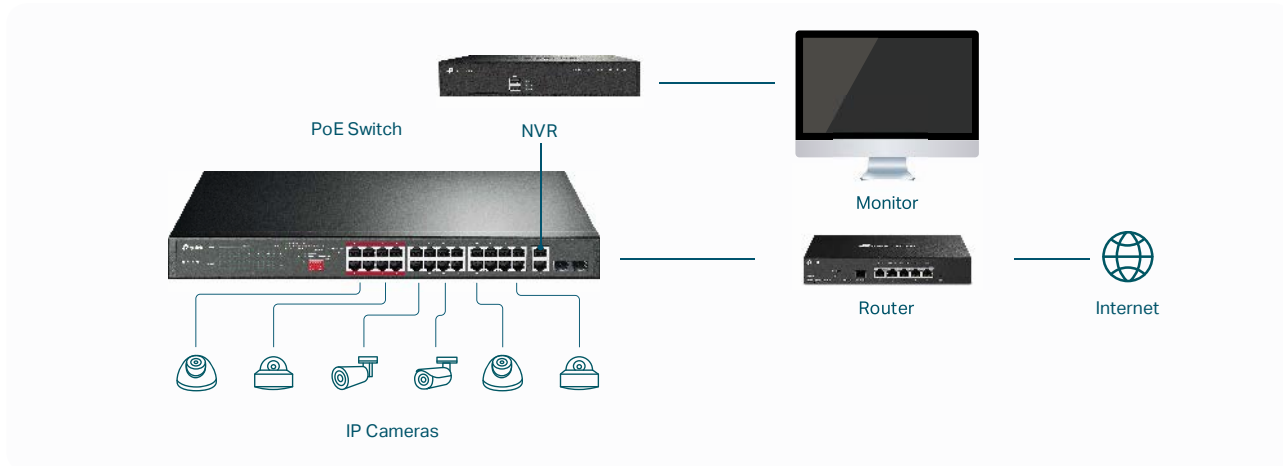 PoE Switch
NVR
Monitor
Router
Internet
IP Cameras